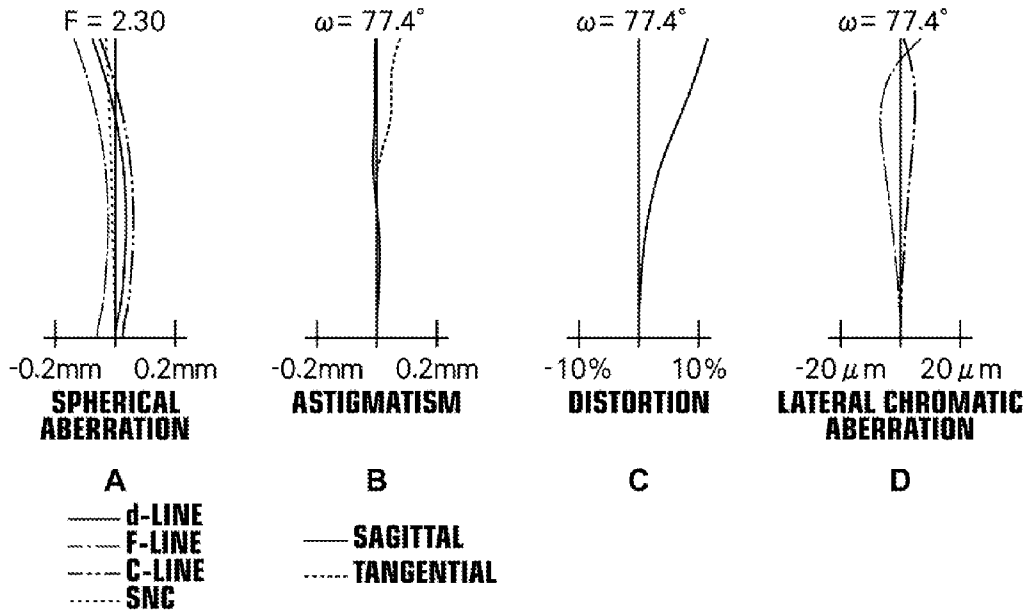 F = 2.30
ω = 77.4°
ω = 77.4°
ω = 77.4°
-0.2mm 0.2mm
-0.2mm 0.2mm
-10% 10%
-20 μm 20 μm
SPHERICAL
ABERRATION
ASTIGMATISM
DISTORTION
LATERAL CHROMATIC
ABERRATION
A
B
C
D
d-LINE
F-LINE
C-LINE
SNC
SAGITTAL
TANGENTIAL